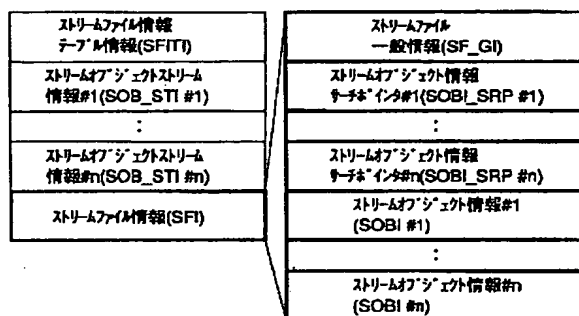 ストリームファイル情報
テーブル情報(SFITI)
ストリームオブジェクトストリーム
情報#1(SOB_STI #1)
:
ストリームオブジェクトストリーム
情報#n(SOB_STI #n)
ストリームファイル情報(SFI)
ストリームファイル
一般情報(SF_GI)
ストリームオブジェクト情報
サーチポインタ#1(SOBI_SRP #1)
:
ストリームオブジェクト情報
サーチポインタ#n(SOBI_SRP #n)
ストリームオブジェクト情報#1
(SOBI #1)
:
ストリームオブジェクト情報#n
(SOBI #n)